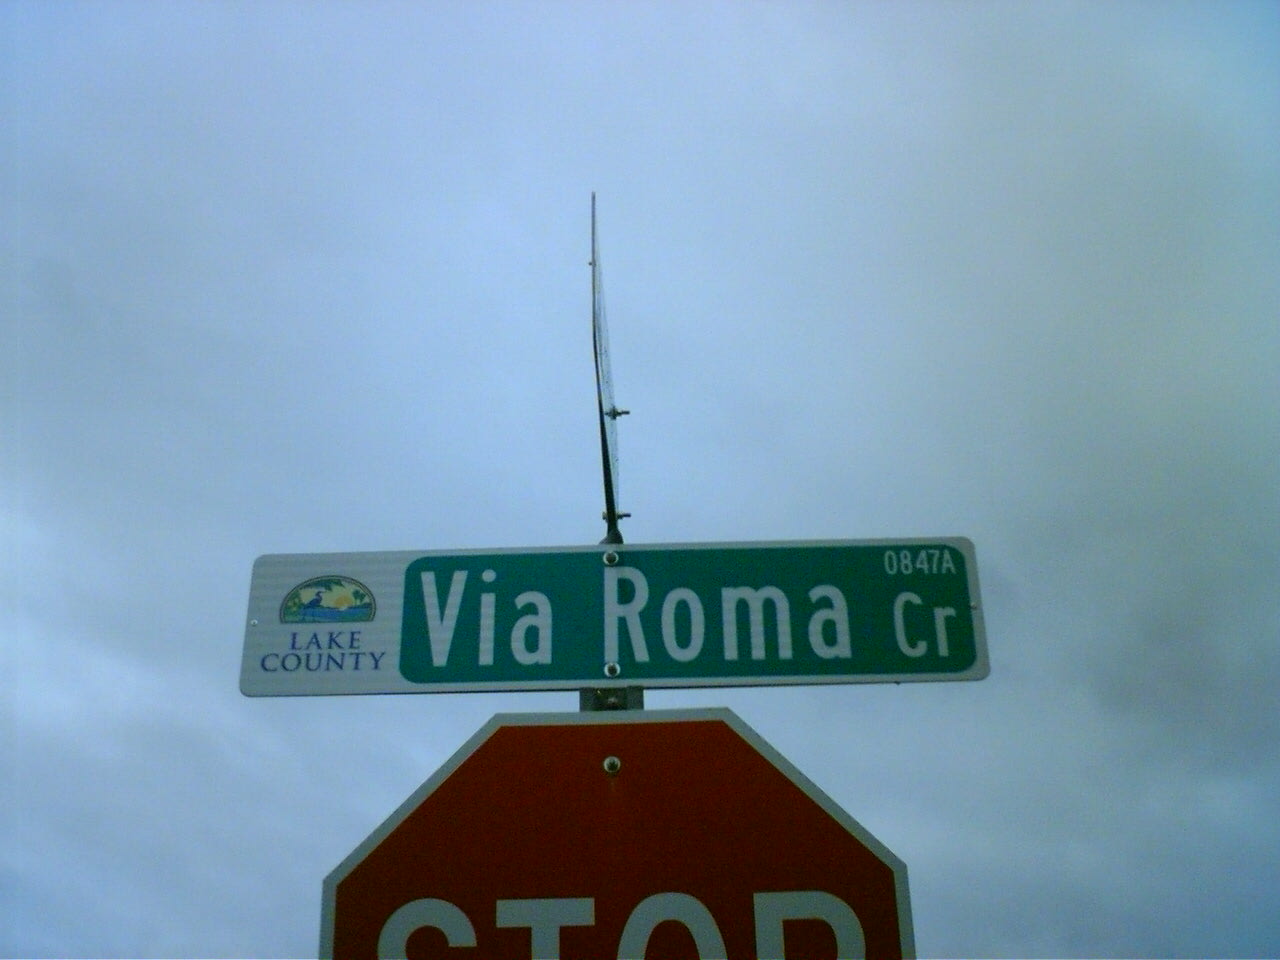 LAKE
COUNTY
0847A
Via Roma Cr
STOP